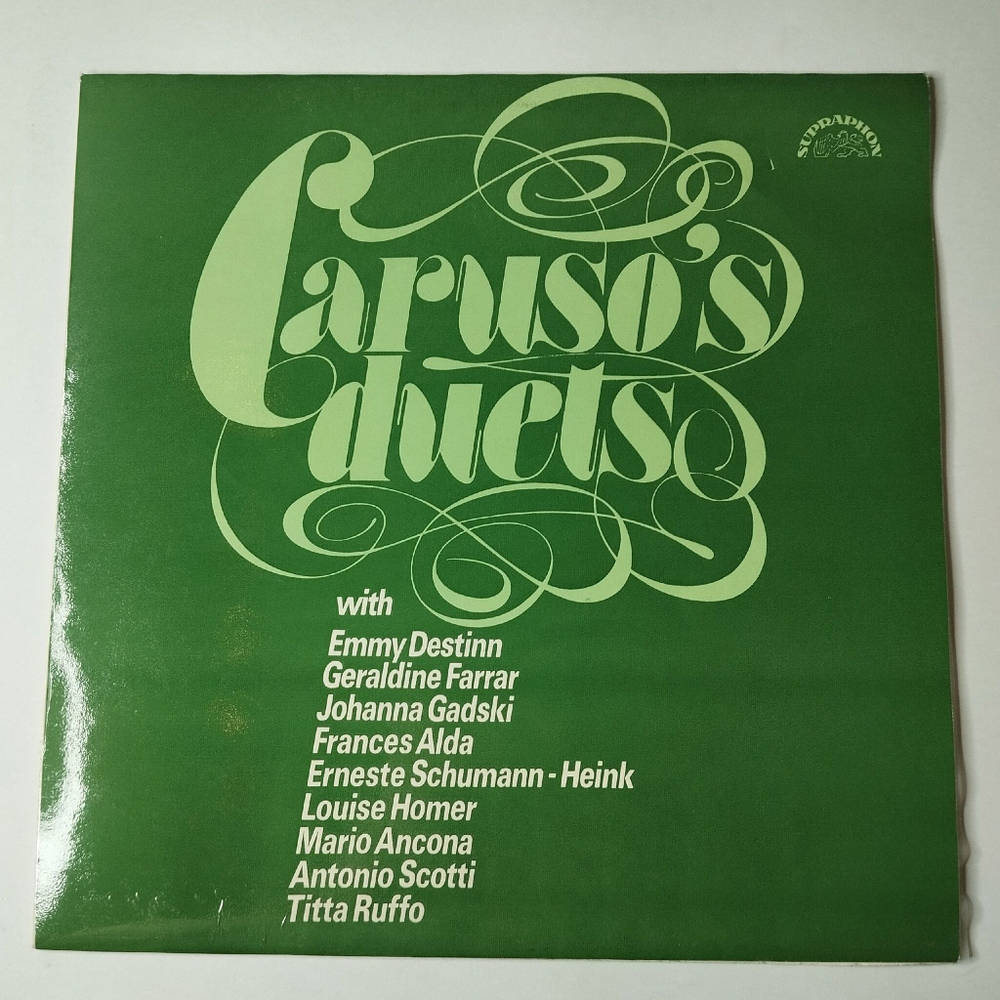 SUPRAPHON
Caruso's
duets
with
Emmy Destinn
Geraldine Farrar
Johanna Gadski
Frances Alda
Erneste Schumann - Heink
Louise Homer
Mario Ancona
Antonio Scotti
Titta Ruffo